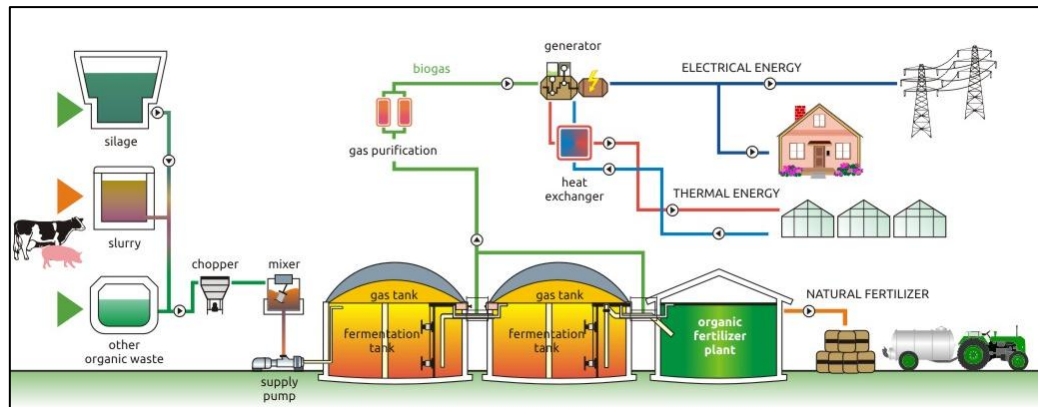 generator
biogas
ELECTRICAL ENERGY
silage
gas purification
heat
exchanger
THERMAL ENERGY
slurry
chopper
mixer
gas tank
gas tank
NATURAL FERTILIZER
fermentation
tank
fermentation
tank
organic
fertilizer
plant
other
organic waste
supply
pump